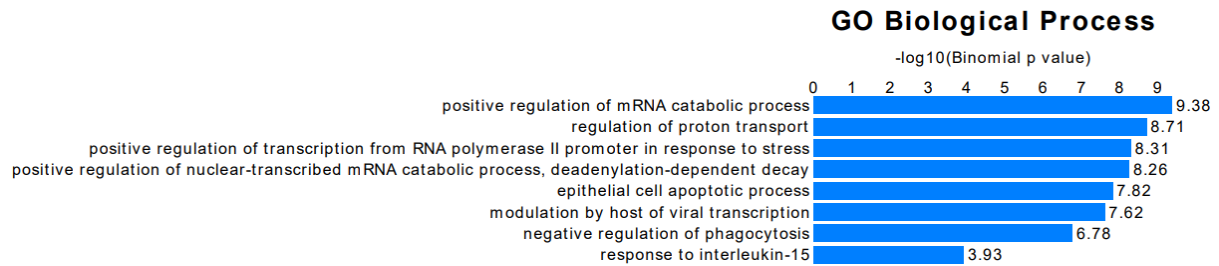 GO Biological Process
-log10(Binomial p value)
0 1 2 3 4 5 6 7 8 9
positive regulation of mRNA catabolic process 9.38
regulation of proton transport 8.71
positive regulation of transcription from RNA polymerase II promoter in response to stress 8.31
positive regulation of nuclear-transcribed mRNA catabolic process, deadenylation-dependent decay 8.26
epithelial cell apoptotic process 7.82
modulation by host of viral transcription 7.62
negative regulation of phagocytosis 6.78
response to interleukin-15 3.93